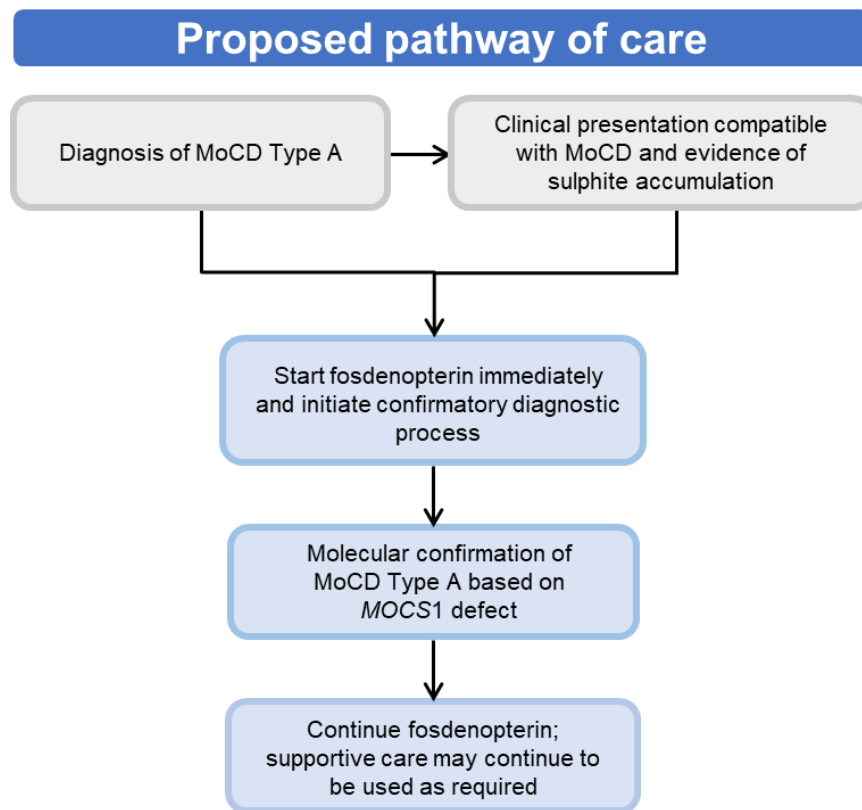 Proposed pathway of care
Diagnosis of MoCD Type A
Clinical presentation compatible
with MoCD and evidence of
sulphite accumulation
Start fosdenopterin immediately
and initiate confirmatory diagnostic
process
Molecular confirmation of
MoCD Type A based on
MOCS1 defect
Continue fosdenopterin;
supportive care may continue to
be used as required